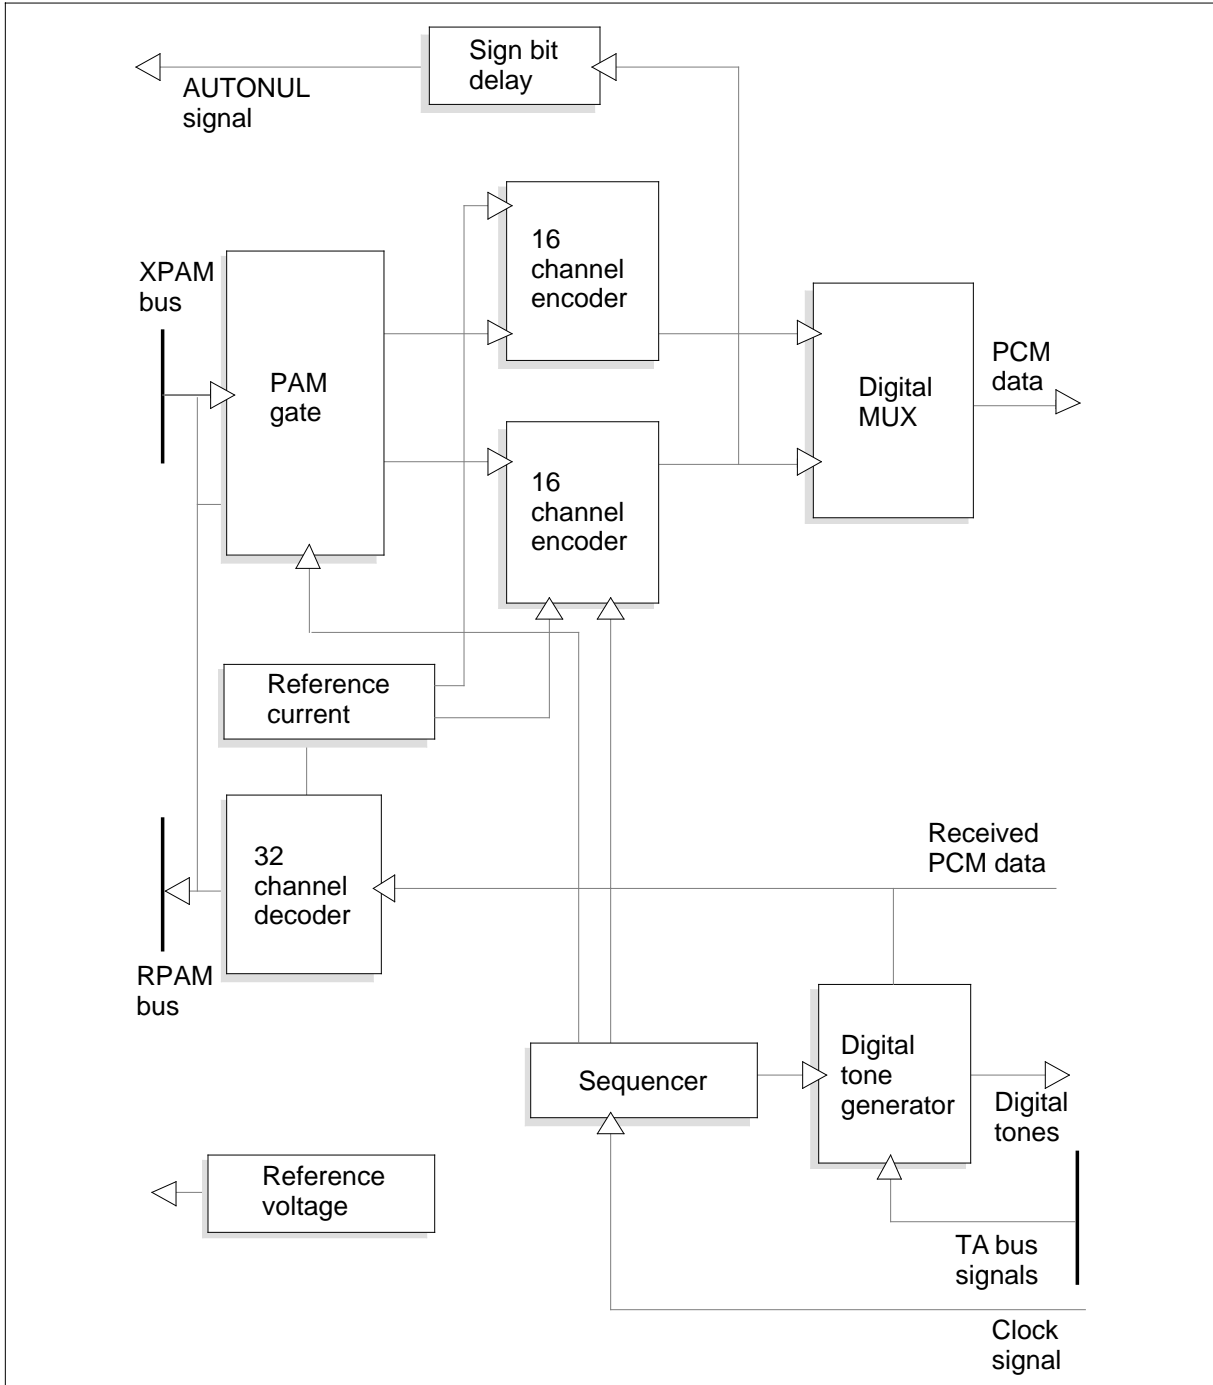 Sign bit
delay
AUTONUL
signal
16
channel
encoder
XPAM
bus
PAM
gate
Digital
MUX
PCM
data
16
channel
encoder
Reference
current
32
channel
decoder
Received
PCM data
RPAM
bus
Sequencer
Digital
tone
generator
Digital
tones
Reference
voltage
TA bus
signals
Clock
signal